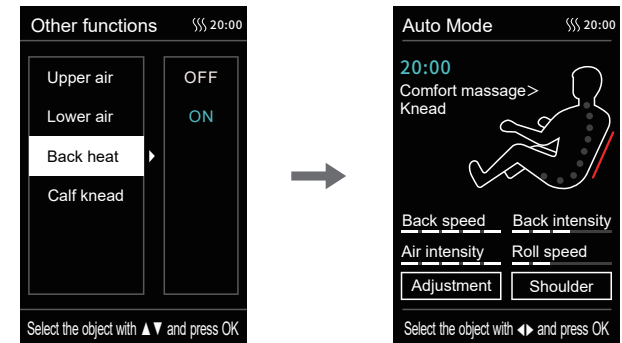 Other functions 20:00
Upper air OFF
Lower air ON
Back heat
Calf knead
Select the object with ▲▼ and press OK
Auto Mode 20:00
20:00
Comfort massage>
Knead
Back speed Back intensity
Air intensity Roll speed
Adjustment Shoulder
Select the object with ◀▶ and press OK